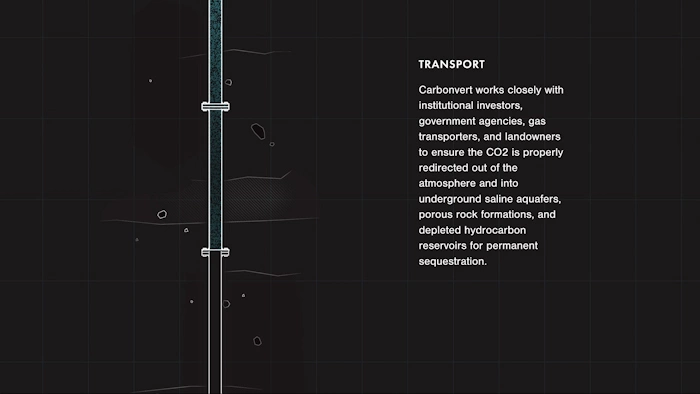 TRANSPORT
Carbonvert works closely with
institutional investors,
government agencies, gas
transporters, and landowners
to ensure the CO2 is properly
redirected out of the
atmosphere and into
underground saline aquafers,
porous rock formations, and
depleted hydrocarbon
reservoirs for permanent
sequestration.